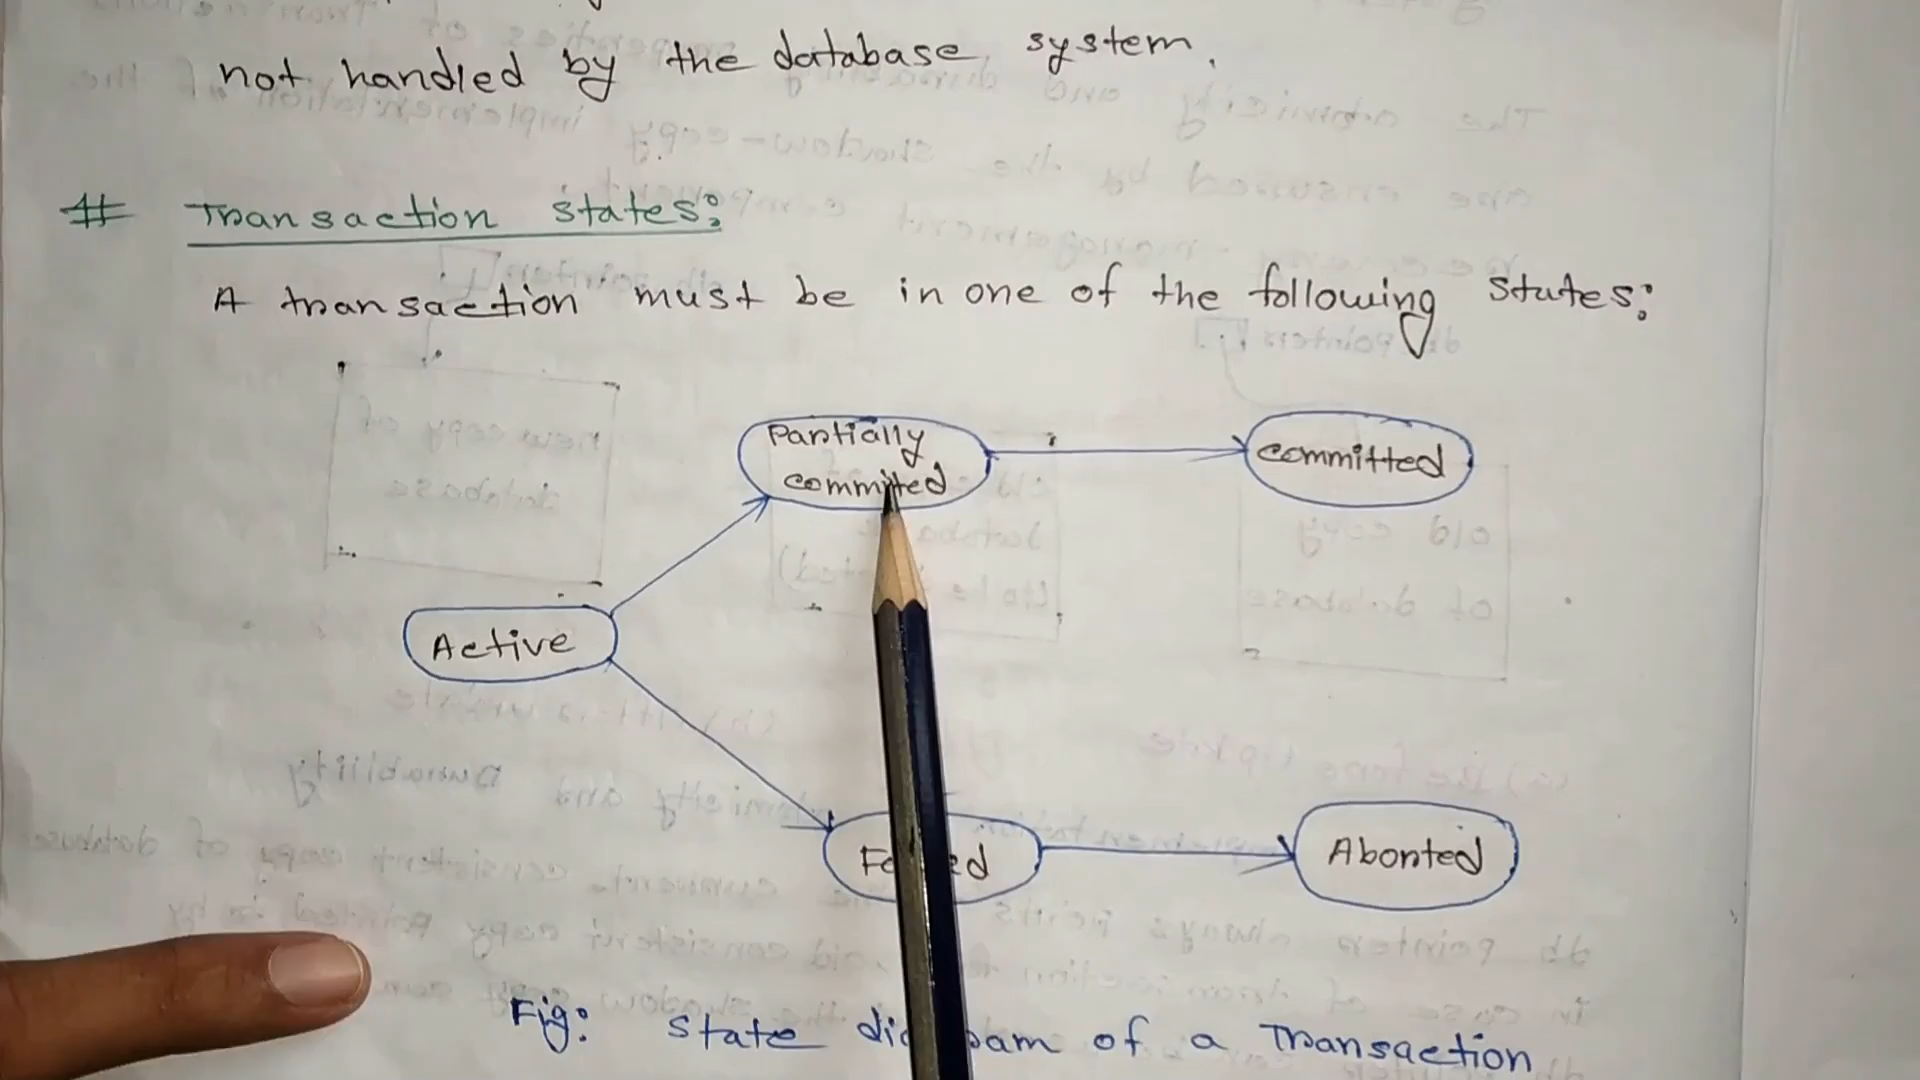 not handled by the database system.
# Transaction states:
A transaction must be in one of the following states:
Partially
commited
committed
Active
Aborted
Fig: state of a Transaction